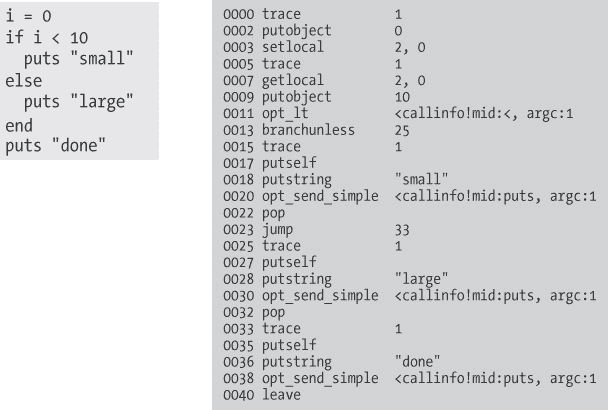 i = 0
if i < 10
  puts "small"
else
  puts "large"
end
puts "done"
0000 trace 1
0002 putobject 0
0003 setlocal 2, 0
0005 trace 1
0007 getlocal 2, 0
0009 putobject 10
0011 opt_lt <callinfo!mid:<, argc:1
0013 branchunless 25
0015 trace 1
0017 putself
0018 putstring "small"
0020 opt_send_simple <callinfo!mid:puts, argc:1
0022 pop
0023 jump 33
0025 trace 1
0027 putself
0028 putstring "large"
0030 opt_send_simple <callinfo!mid:puts, argc:1
0032 pop
0033 trace 1
0035 putself
0036 putstring "done"
0038 opt_send_simple <callinfo!mid:puts, argc:1
0040 leave